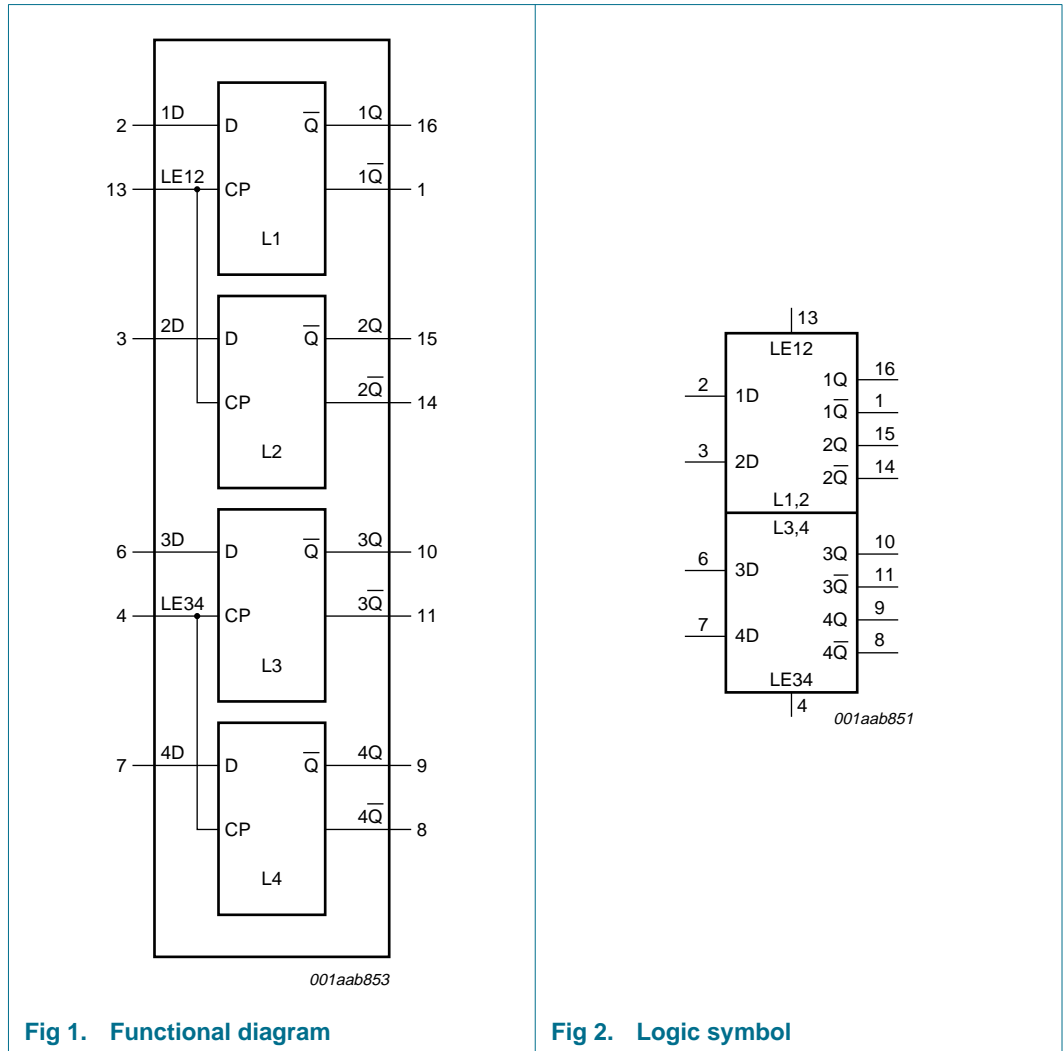 2 1D D Q̅ 1Q 16
13 LE12 CP 1Q̅ 1
L1
3 2D D Q̅ 2Q 15
CP 2Q̅ 14
L2
6 3D D Q̅ 3Q 10
4 LE34 CP 3Q̅ 11
L3
7 4D D Q̅ 4Q 9
CP 4Q̅ 8
L4
001aab853
Fig 1. Functional diagram
13
LE12
1Q 16
2 1D
1Q̅ 1
2Q 15
3 2D
2Q̅ 14
L1,2
L3,4
3Q 10
6 3D
3Q̅ 11
4Q 9
7 4D
4Q̅ 8
LE34
4
001aab851
Fig 2. Logic symbol